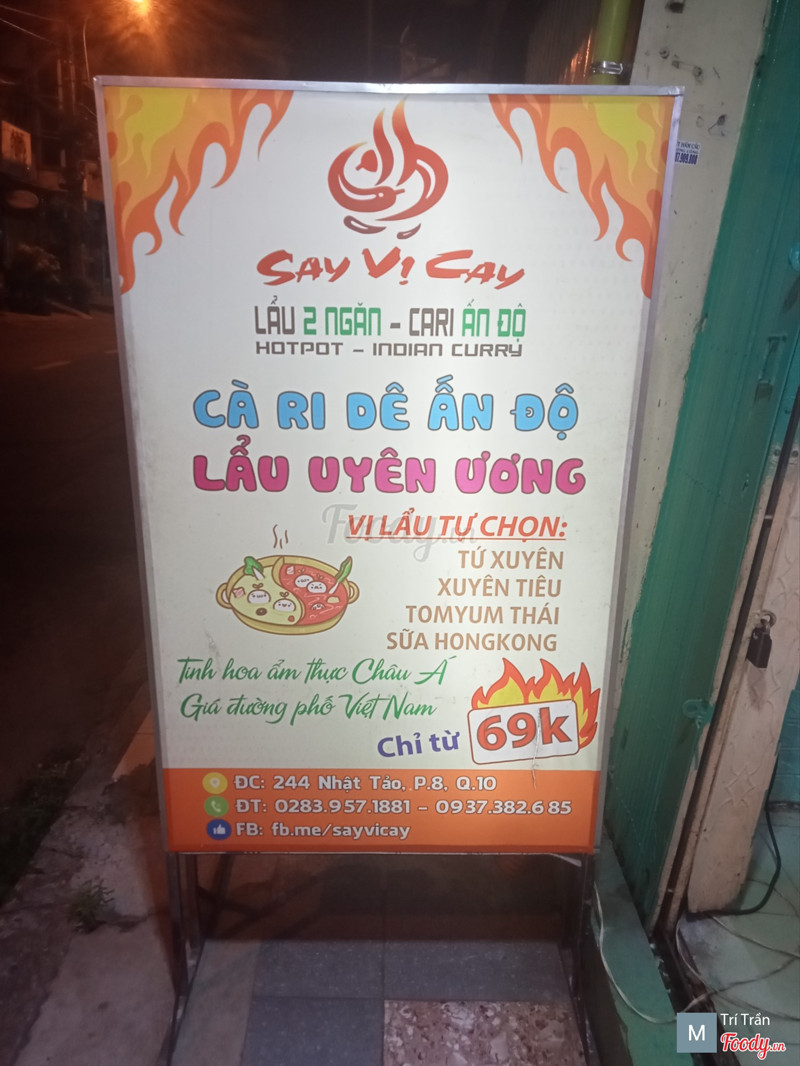 SAY VỊ CAY
LẨU 2 NGĂN - CARI ẤN ĐỘ
HOTPOT - INDIAN CURRY
CÀ RI DÊ ẤN ĐỘ
LẨU UYÊN ƯƠNG
VỊ LẨU TỰ CHỌN:
TỨ XUYÊN
XUYÊN TIÊU
TOMYUM THÁI
SỮA HONGKONG
Tinh hoa ẩm thực Châu Á
Giá đường phố Việt Nam
Chỉ từ 69k
ĐC: 244 Nhật Tảo, P.8, Q.10
ĐT: 0283.957.1881 - 0937.382.685
FB: fb.me/sayvicay
Foody.vn
M Trí Trần
Foody.vn